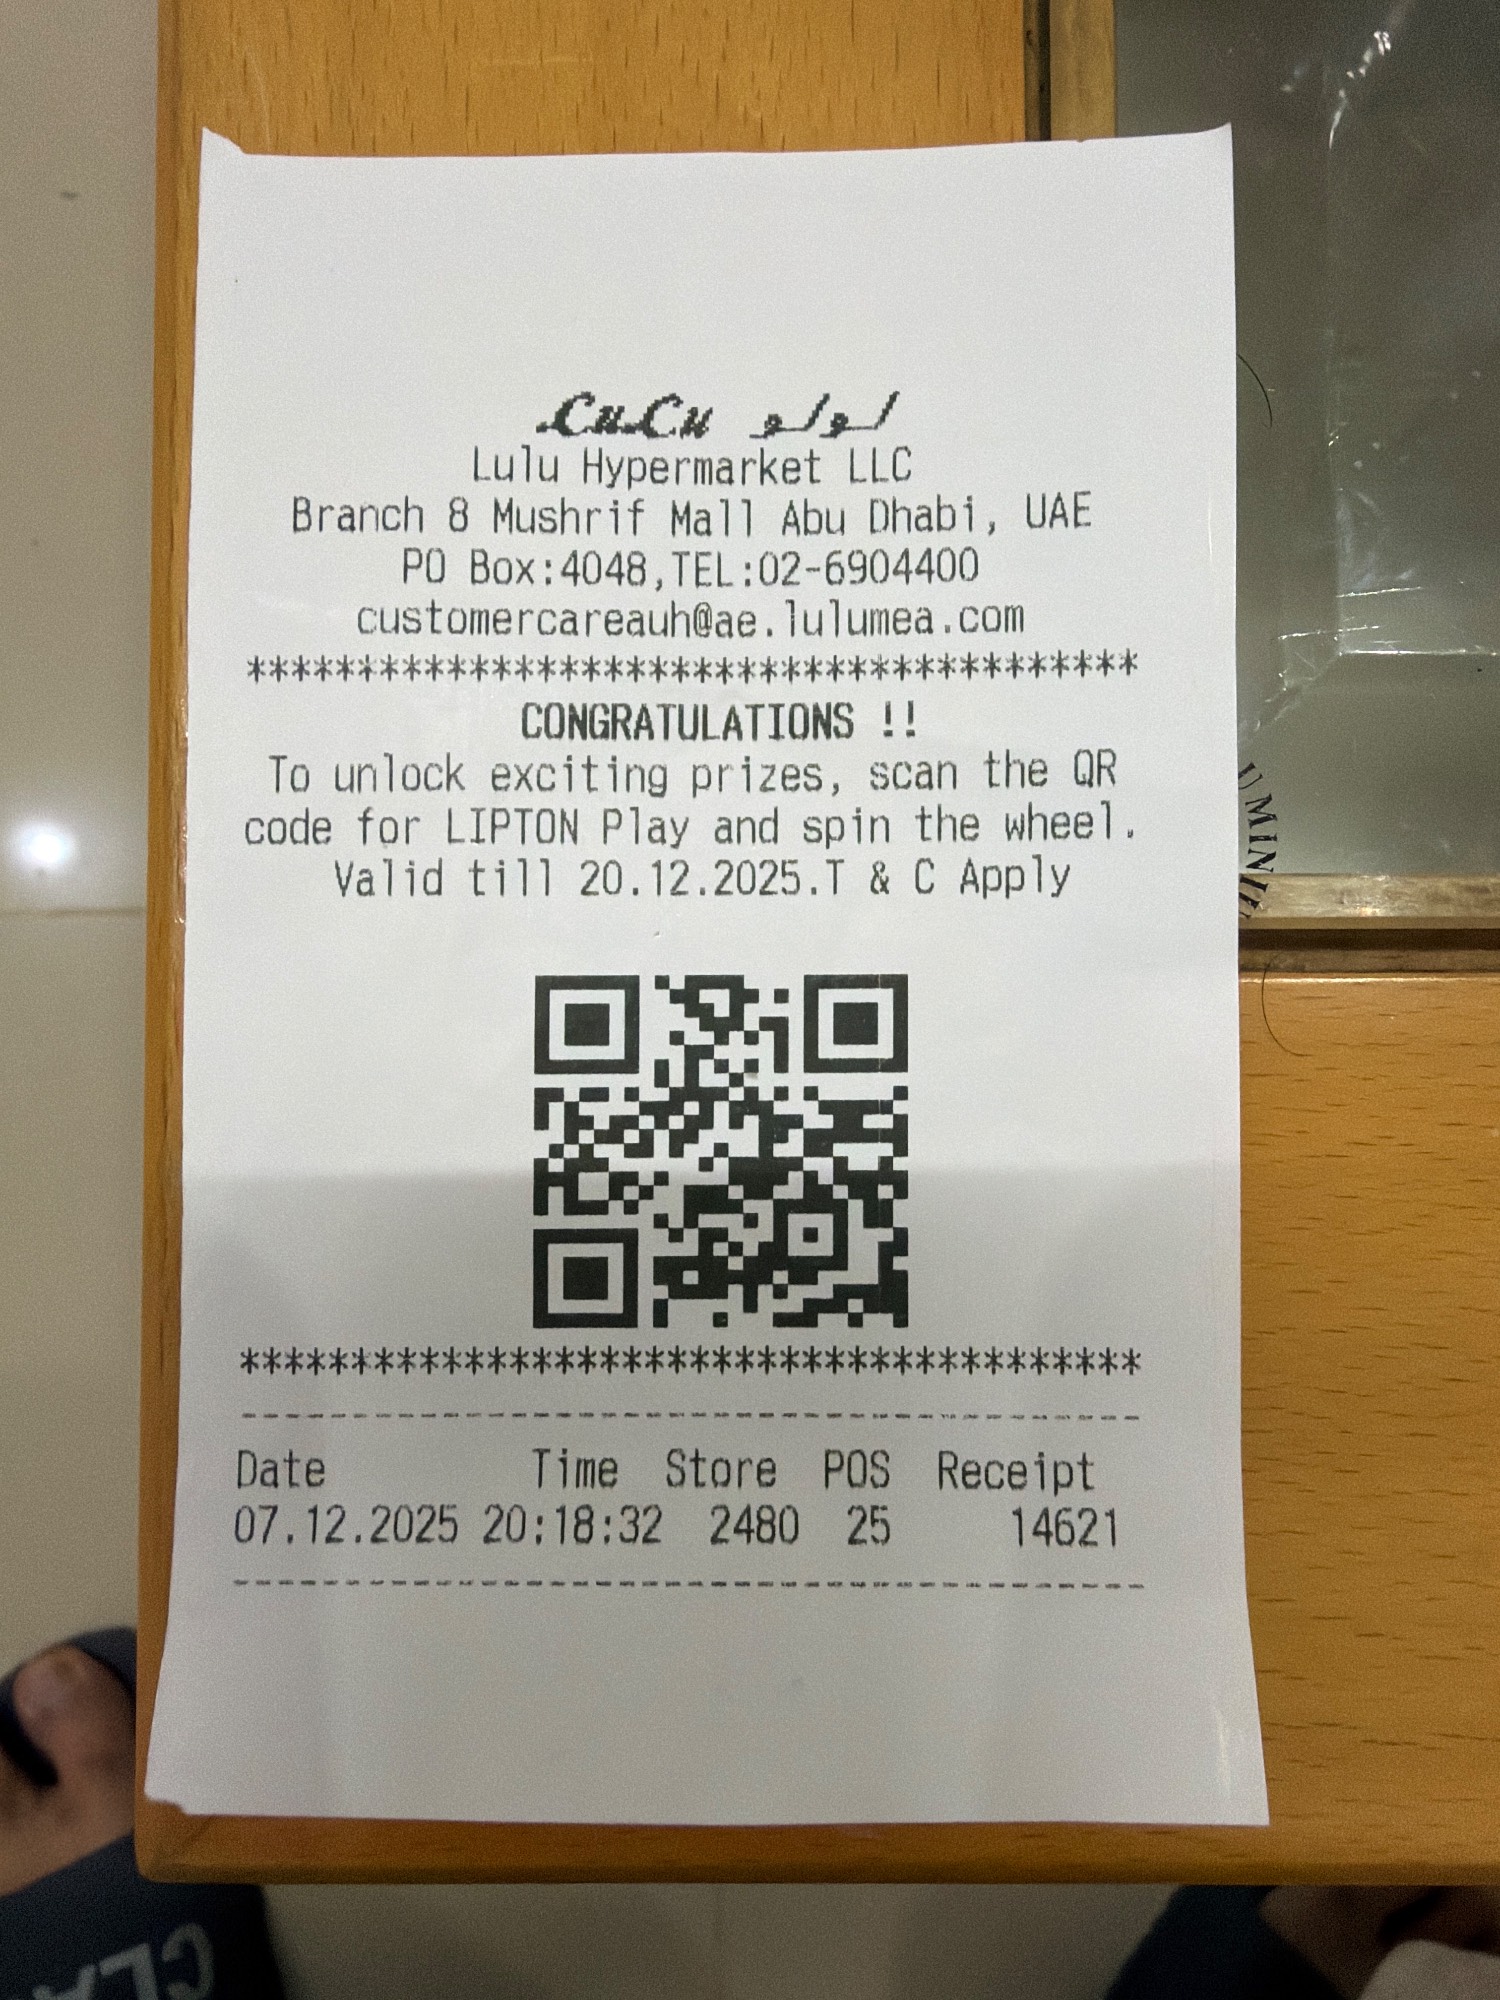 LuLu لولو
Lulu Hypermarket LLC
Branch 8 Mushrif Mall Abu Dhabi, UAE
PO Box:4048,TEL:02-6904400
customercareauh@ae.lulumea.com
*****************************************
CONGRATULATIONS !!
To unlock exciting prizes, scan the QR
code for LIPTON Play and spin the wheel.
Valid till 20.12.2025.T & C Apply
*****************************************
-----------------------------------------
Date Time Store POS Receipt
07.12.2025 20:18:32 2480 25 14621
-----------------------------------------